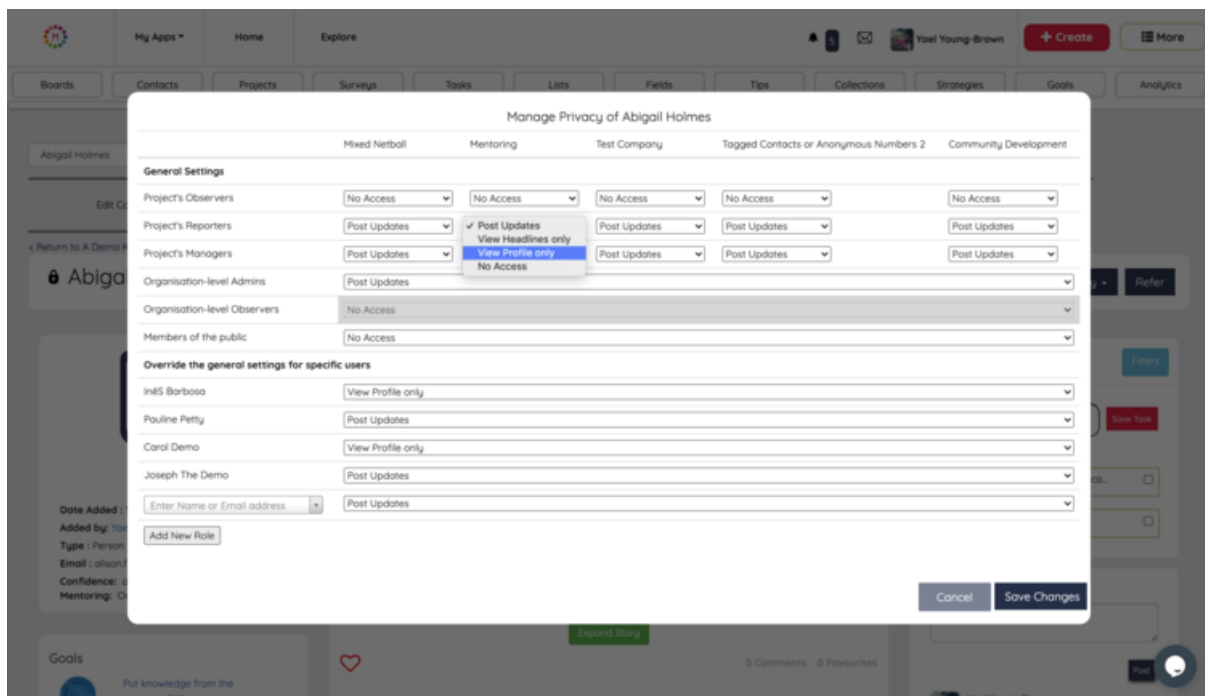 My Apps Home Explore 5 Yael Young-Brown + Create More
Boards Contacts Projects Surveys Tasks Lists Fields Tips Collections Strategies Goals Analytics
Manage Privacy of Abigail Holmes
Mixed Netball Mentoring Test Company Tagged Contacts or Anonymous Numbers 2 Community Development
Abigail Holmes
General Settings
Project's Observers No Access No Access No Access No Access No Access
Edit Co
Project's Reporters Post Updates ✓ Post Updates Post Updates Post Updates Post Updates
View Headlines only
< Return to A Demo
Project's Managers Post Updates View Profile only Post Updates Post Updates Post Updates
No Access
Abiga
Organisation-level Admins Post Updates
Refer
Organisation-level Observers No Access
Members of the public No Access
Override the general settings for specific users
Filters
InêS Barbosa View Profile only
Pauline Petty Post Updates
Save Task
Carol Demo View Profile only
Joseph The Demo Post Updates
co...
Enter Name or Email address Post Updates
Date Added :
Added by: Yae
Add New Role
Type : Person
Email : alison.f
Confidence:
Mentoring: O
Cancel Save Changes
Expand Story
Goals
0 Comments 0 Favourites
Post
Put knowledge from the